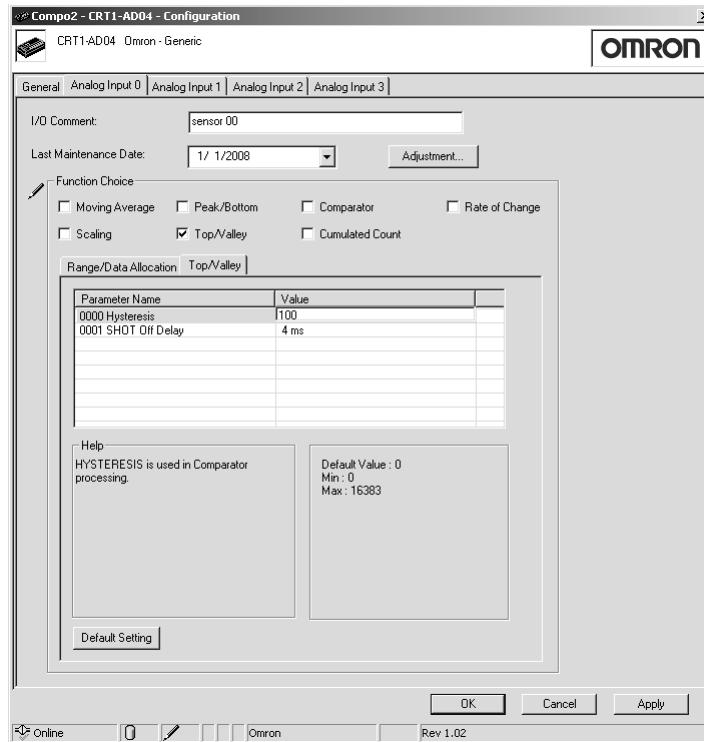 Compo2 - CRT1-AD04 - Configuration
CRT1-AD04 Omron - Generic
OMRON
General Analog Input 0 Analog Input 1 Analog Input 2 Analog Input 3
I/O Comment: sensor 00
Last Maintenance Date: 1/ 1/2008 Adjustment...
Function Choice
Moving Average Peak/Bottom Comparator Rate of Change
Scaling Top/Valley Cumulated Count
Range/Data Allocation Top/Valley
Parameter Name Value
0000 Hysteresis 100
0001 SHOT Off Delay 4 ms
Help
HYSTERESIS is used in Comparator
processing.
Default Value : 0
Min : 0
Max : 16383
Default Setting
OK Cancel Apply
Online Omron Rev 1.02